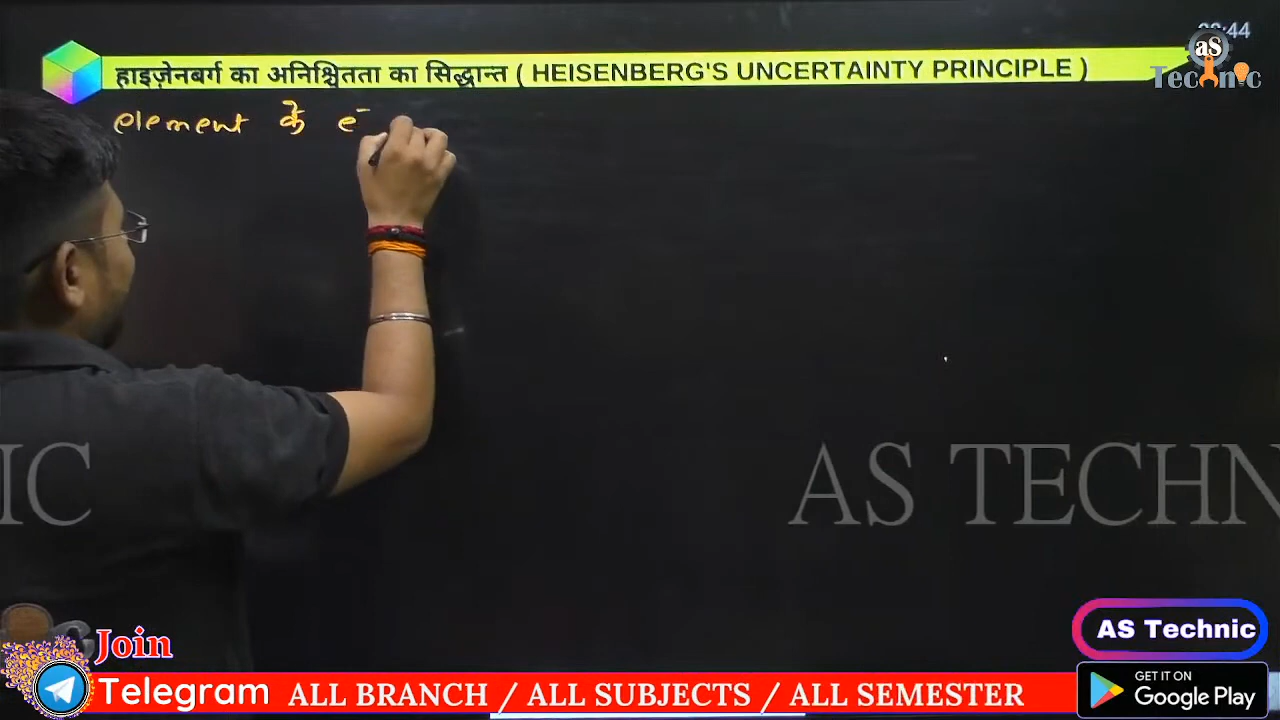 हाइज़ेनबर्ग का अनिश्चितता का सिद्धान्त ( HEISENBERG'S UNCERTAINTY PRINCIPLE )
aS
Tecnic
element के e⁻
IC
AS TECHN
Join
Telegram
ALL BRANCH / ALL SUBJECTS / ALL SEMESTER
AS Technic
GET IT ON
Google Play